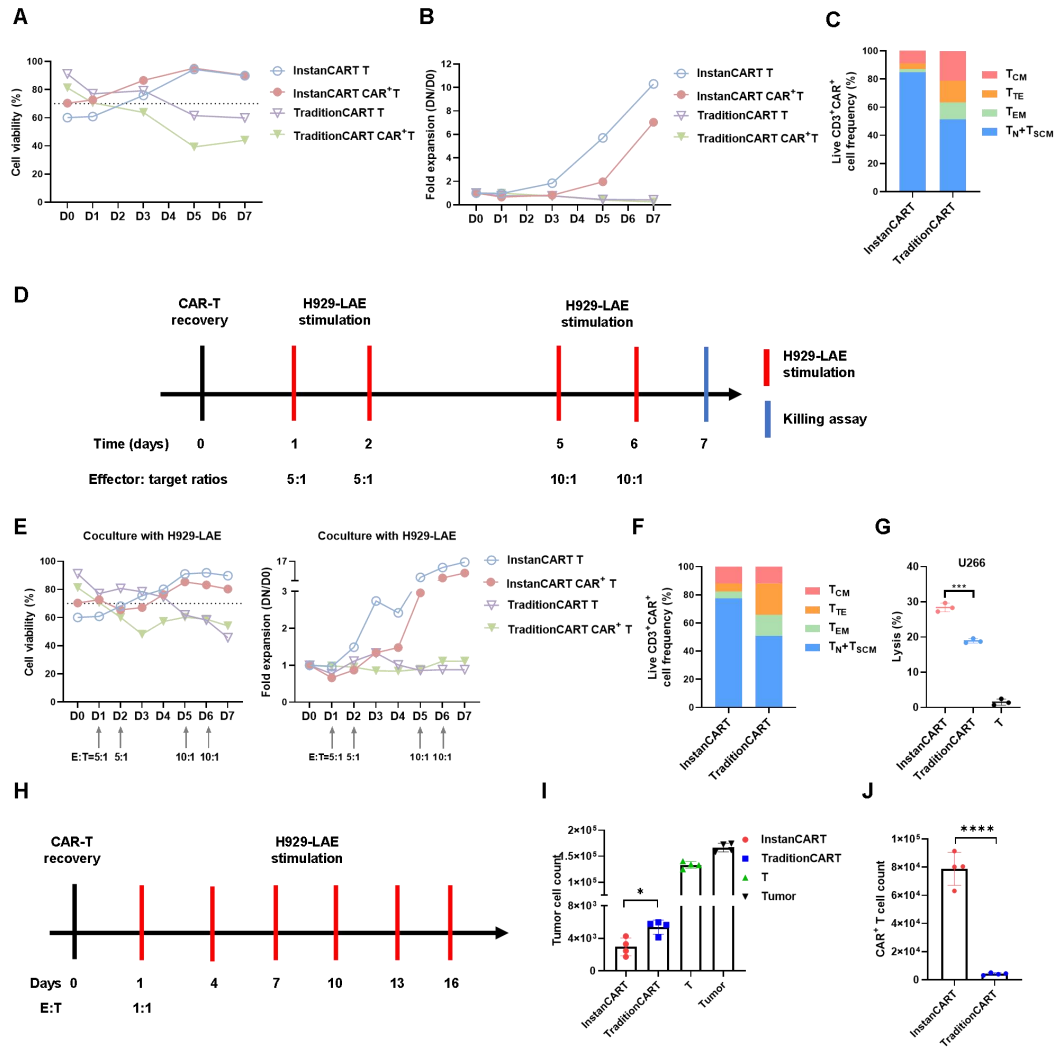 A
Cell viability (%)
100
80
60
40
20
0
D0 D1 D2 D3 D4 D5 D6 D7
InstanCART T
InstanCART CAR⁺T
TraditionCART T
TraditionCART CAR⁺T
B
Fold expansion (DN/D0)
12
10
8
6
4
2
0
D0 D1 D2 D3 D4 D5 D6 D7
InstanCART T
InstanCART CAR⁺T
TraditionCART T
TraditionCART CAR⁺T
C
Live CD3⁺CAR⁺
cell frequency (%)
100
80
60
40
20
0
InstanCART
TraditionCART
T_CM
T_TE
T_EM
T_N+T_SCM
D
CAR-T
recovery
H929-LAE
stimulation
H929-LAE
stimulation
H929-LAE
stimulation
Killing assay
Time (days) 0 1 2 5 6 7
Effector: target ratios 5:1 5:1 10:1 10:1
E
Coculture with H929-LAE
Cell viability (%)
100
80
60
40
20
0
D0 D1 D2 D3 D4 D5 D6 D7
E:T=5:1 5:1 10:1 10:1
Coculture with H929-LAE
Fold expansion (DN/D0)
17
3
2
1
0
D0 D1 D2 D3 D4 D5 D6 D7
E:T=5:1 5:1 10:1 10:1
InstanCART T
InstanCART CAR⁺ T
TraditionCART T
TraditionCART CAR⁺ T
F
Live CD3⁺CAR⁺
cell frequency (%)
100
80
60
40
20
0
InstanCART
TraditionCART
T_CM
T_TE
T_EM
T_N+T_SCM
G
U266
Lysis (%)
40
30
20
10
0
***
InstanCART
TraditionCART
T
H
CAR-T
recovery
H929-LAE
stimulation
Days 0 1 4 7 10 13 16
E:T 1:1
I
Tumor cell count
2×10⁵
1.5×10⁵
1×10⁵
8×10³
4×10³
0
*
InstanCART
TraditionCART
T
Tumor
InstanCART
TraditionCART
T
Tumor
J
CAR⁺ T cell count
1×10⁵
8×10⁴
6×10⁴
4×10⁴
2×10⁴
0
****
InstanCART
TraditionCART